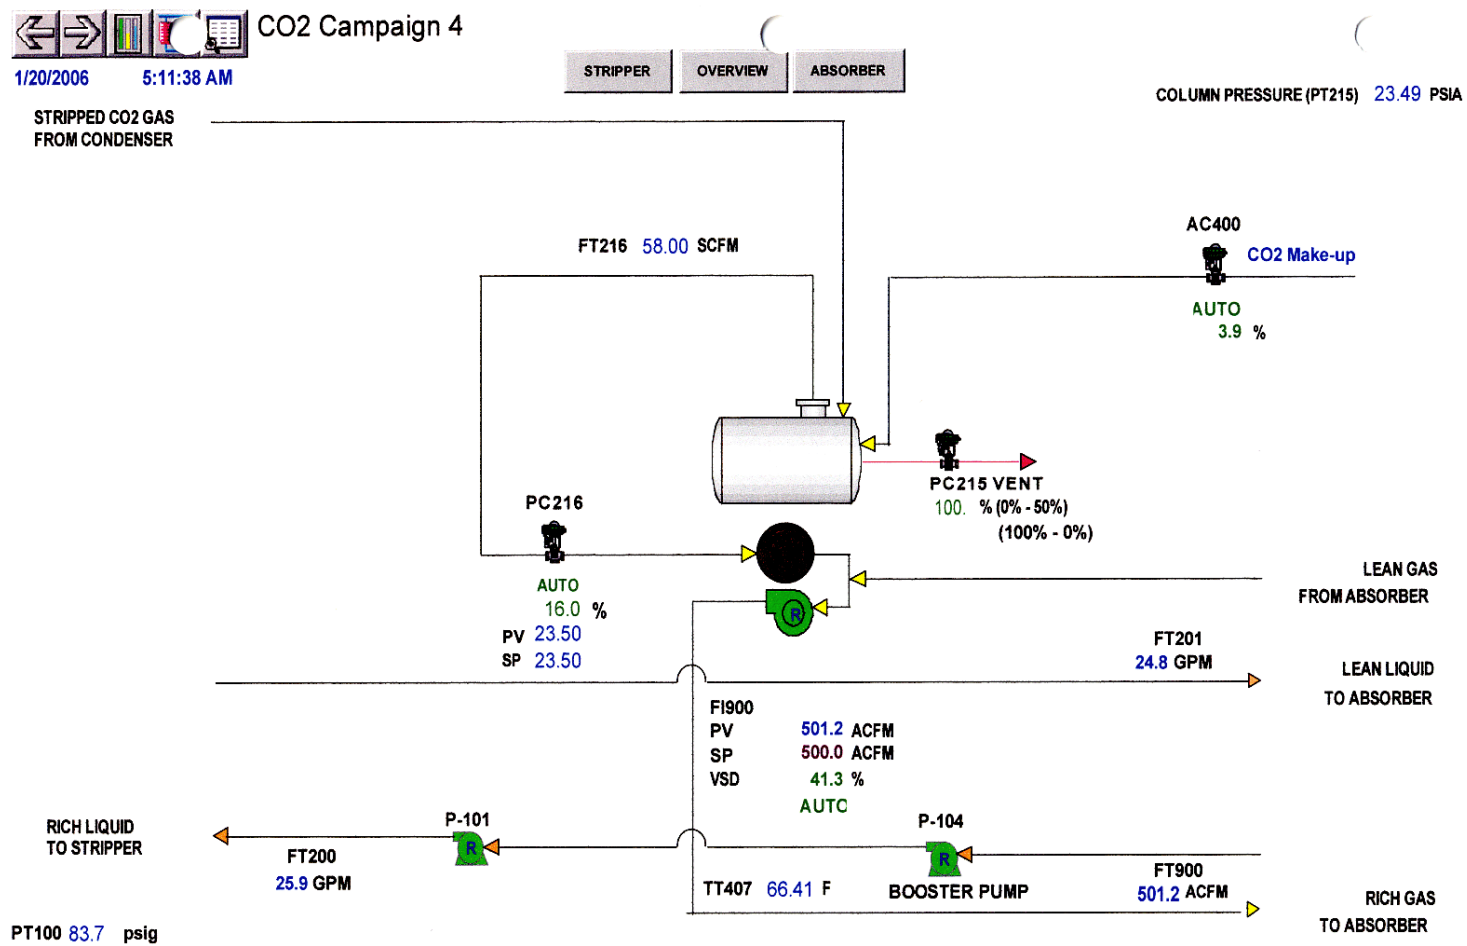 CO2 Campaign 4
1/20/2006 5:11:38 AM
STRIPPER OVERVIEW ABSORBER
COLUMN PRESSURE (PT215) 23.49 PSIA
STRIPPED CO2 GAS
FROM CONDENSER
AC400
FT216 58.00 SCFM
CO2 Make-up
AUTO
3.9 %
PC215 VENT
100. % (0% - 50%)
(100% - 0%)
PC216
AUTO
16.0 %
PV 23.50
SP 23.50
R
LEAN GAS
FROM ABSORBER
FT201
24.8 GPM
LEAN LIQUID
TO ABSORBER
FI900
PV 501.2 ACFM
SP 500.0 ACFM
VSD 41.3 %
AUTO
RICH LIQUID
TO STRIPPER
P-101
R
FT200
25.9 GPM
P-104
R
BOOSTER PUMP
TT407 66.41 F
FT900
501.2 ACFM
RICH GAS
TO ABSORBER
PT100 83.7 psig